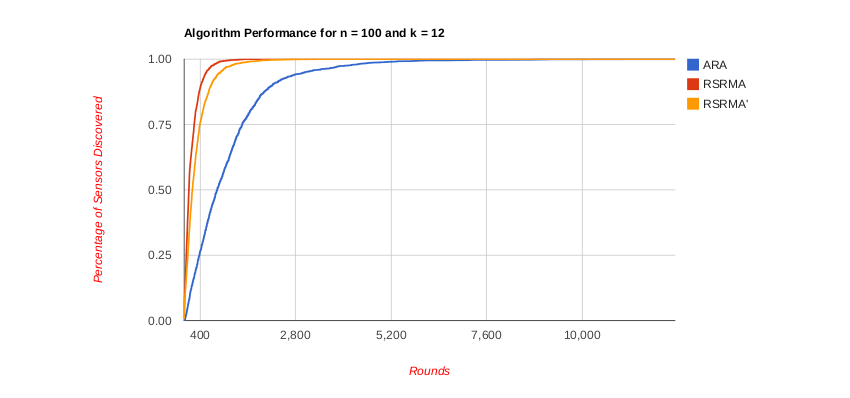 Algorithm Performance for n = 100 and k = 12
Percentage of Sensors Discovered
1.00
0.75
0.50
0.25
0.00
400
2,800
5,200
7,600
10,000
Rounds
ARA
RSRMA
RSRMA'